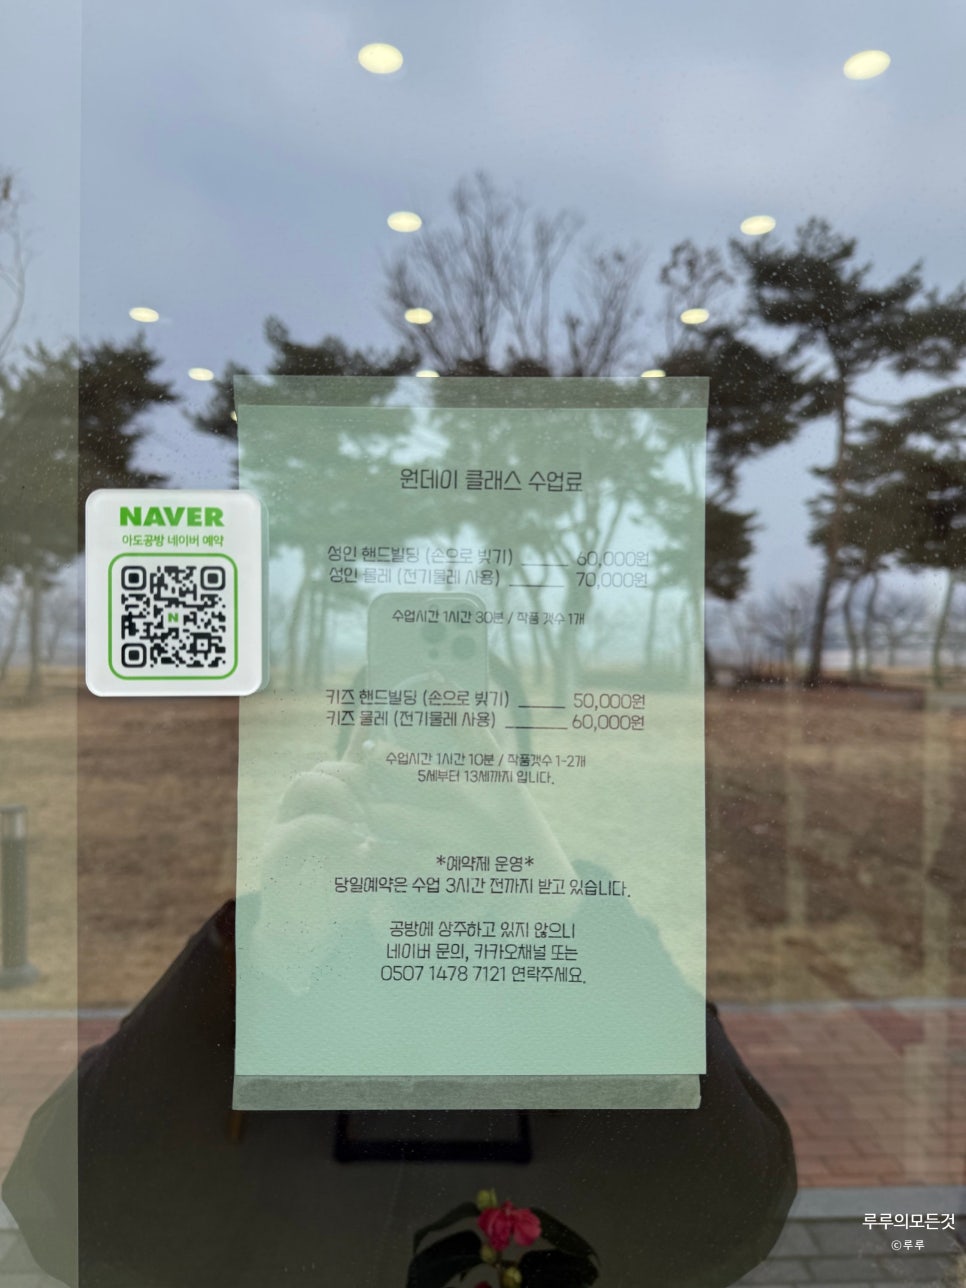 NAVER
아도공방 네이버 예약
N
원데이 클래스 수업료
성인 핸드빌딩 (손으로 빚기) ______ 60,000원
성인 물레 (전기물레 사용) ________ 70,000원
수업시간 1시간 30분 / 작품 갯수 1개
키즈 핸드빌딩 (손으로 빚기) ______ 50,000원
키즈 물레 (전기물레 사용) ________ 60,000원
수업시간 1시간 10분 / 작품갯수 1-2개
5세부터 13세까지 입니다.
*예약제 운영*
당일예약은 수업 3시간 전까지 받고 있습니다.
공방에 상주하고 있지 않으니
네이버 문의, 카카오채널 또는
0507 1478 7121 연락주세요.
루루의모든것
©루루